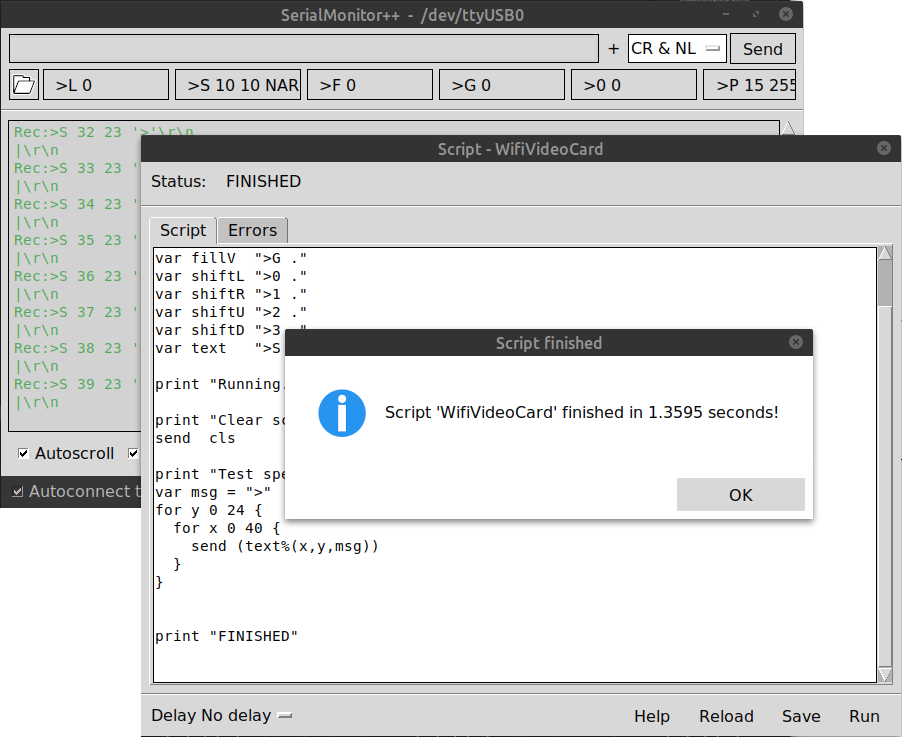 SerialMonitor++ - /dev/ttyUSB0
+ CR & NL Send
>L 0 >S 10 10 NAR >F 0 >G 0 >0 0 >P 15 255
Rec:>S 32 23 '>'\r\n
|\r\n
Rec:>S 33 23 '
|\r\n
Rec:>S 34 23 '
|\r\n
Rec:>S 35 23 '
|\r\n
Rec:>S 36 23 '
|\r\n
Rec:>S 37 23 '
|\r\n
Rec:>S 38 23 '
|\r\n
Rec:>S 39 23 '
|\r\n
Autoscroll
Autoconnect t
Script - WifiVideoCard
Status: FINISHED
Script Errors
var fillV  ">G ."
var shiftL ">0 ."
var shiftR ">1 ."
var shiftU ">2 ."
var shiftD ">3 ."
var text   ">S
print "Running.
print "Clear sc
send  cls
print "Test spe
var msg = ">"
for y 0 24 {
  for x 0 40 {
    send (text%(x,y,msg))
  }
}
print "FINISHED"
Script finished
Script 'WifiVideoCard' finished in 1.3595 seconds!
OK
Delay No delay Help Reload Save Run